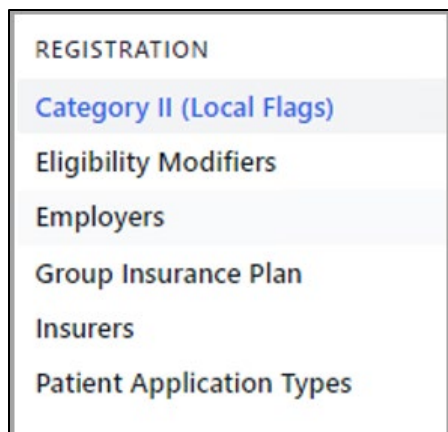 REGISTRATION
Category II (Local Flags)
Eligibility Modifiers
Employers
Group Insurance Plan
Insurers
Patient Application Types